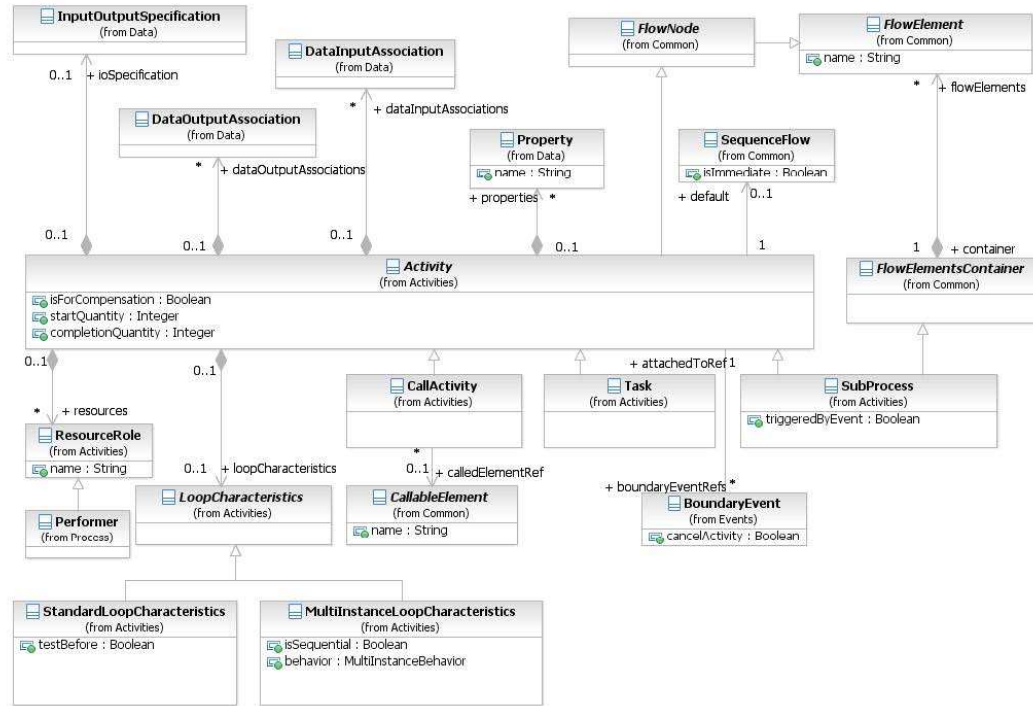 InputOutputSpecification
(from Data)
DataInputAssociation
(from Data)
FlowNode
(from Common)
FlowElement
(from Common)
name : String
0..1 + ioSpecification
* + dataInputAssociations
* + flowElements
DataOutputAssociation
(from Data)
Property
(from Data)
name : String
SequenceFlow
(from Common)
isImmediate : Boolean
* + dataOutputAssociations
+ properties *
+ default 0..1
0..1
0..1
0..1
0..1
1
1 + container
Activity
(from Activities)
isForCompensation : Boolean
startQuantity : Integer
completionQuantity : Integer
FlowElementsContainer
(from Common)
0..1
0..1
+ attachedToRef 1
CallActivity
(from Activities)
Task
(from Activities)
SubProcess
(from Activities)
triggeredByEvent : Boolean
* + resources
ResourceRole
(from Activities)
name : String
0..1 + loopCharacteristics
*
0..1 + calledElementRef
+ boundaryEventRefs *
LoopCharacteristics
(from Activities)
CallableElement
(from Common)
name : String
BoundaryEvent
(from Events)
cancelActivity : Boolean
Performer
(from Process)
StandardLoopCharacteristics
(from Activities)
testBefore : Boolean
MultiInstanceLoopCharacteristics
(from Activities)
isSequential : Boolean
behavior : MultiInstanceBehavior